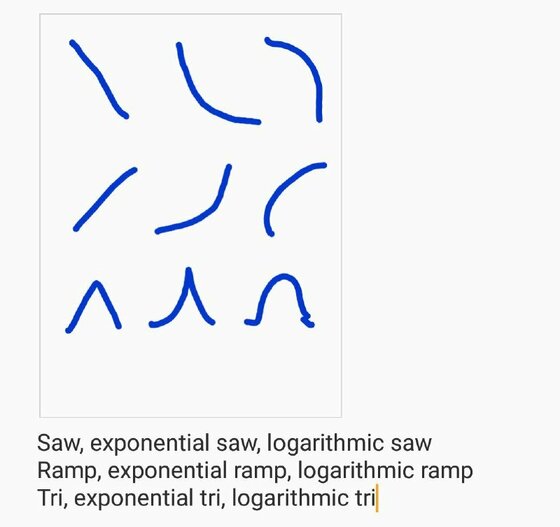 Saw, exponential saw, logarithmic saw
Ramp, exponential ramp, logarithmic ramp
Tri, exponential tri, logarithmic tri